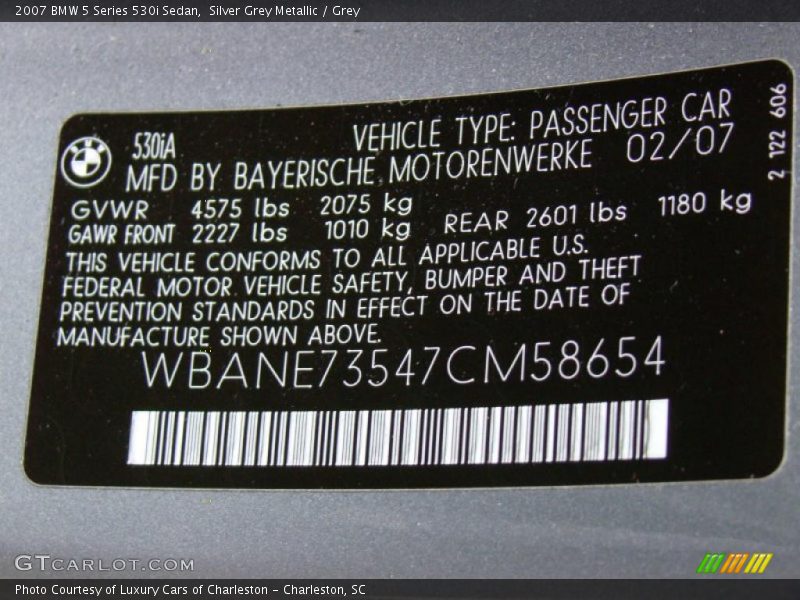 2007 BMW 5 Series 530i Sedan, Silver Grey Metallic / Grey
530iA VEHICLE TYPE: PASSENGER CAR
MFD BY BAYERISCHE MOTORENWERKE 02/07
GVWR 4575 lbs 2075 kg
GAWR FRONT 2227 lbs 1010 kg REAR 2601 lbs 1180 kg
THIS VEHICLE CONFORMS TO ALL APPLICABLE U.S.
FEDERAL MOTOR VEHICLE SAFETY, BUMPER AND THEFT
PREVENTION STANDARDS IN EFFECT ON THE DATE OF
MANUFACTURE SHOWN ABOVE.
WBANE73547CM58654
2 122 606
GTCARLOT.COM
Photo Courtesy of Luxury Cars of Charleston - Charleston, SC